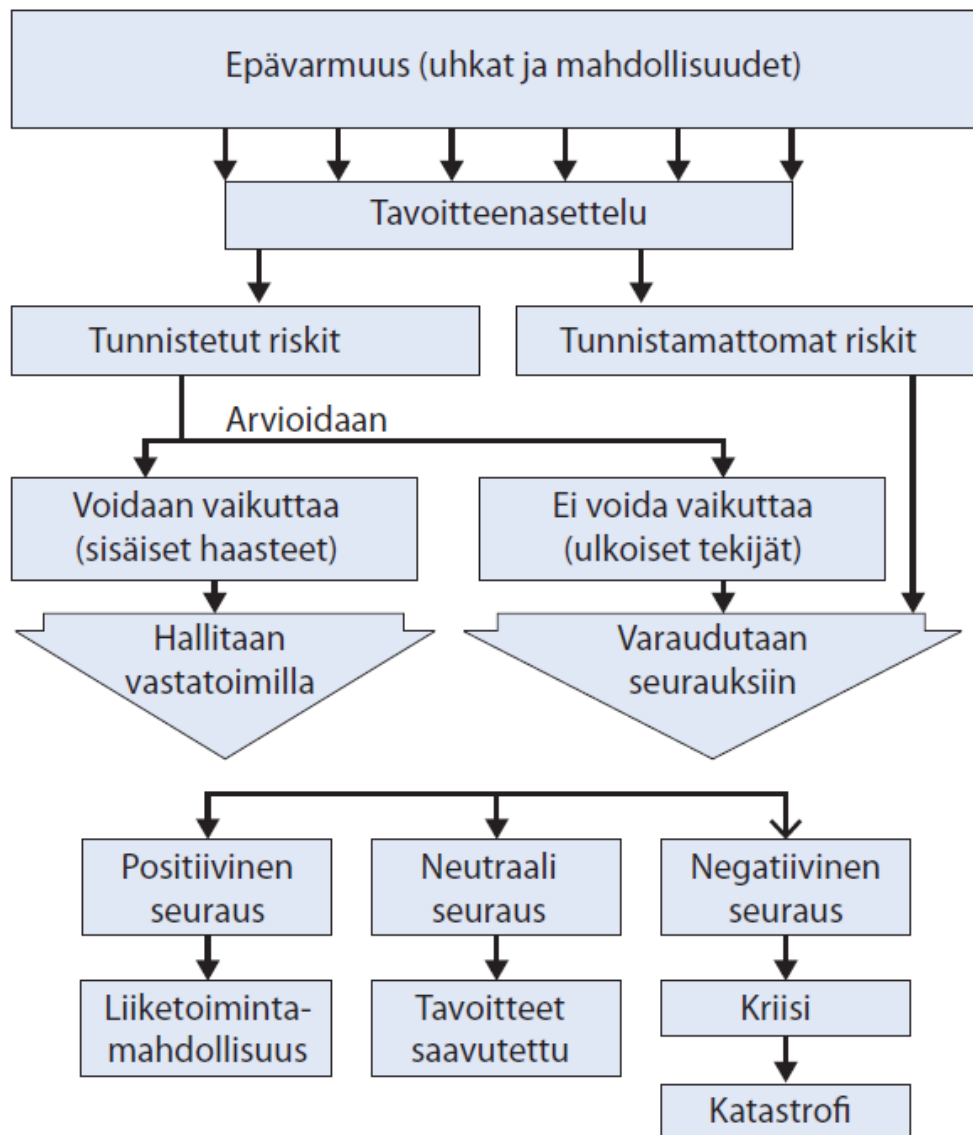 Epävarmuus (uhkat ja mahdollisuudet)
Tavoitteenasettelu
Tunnistetut riskit
Tunnistamattomat riskit
Arvioidaan
Voidaan vaikuttaa
(sisäiset haasteet)
Ei voida vaikuttaa
(ulkoiset tekijät)
Hallitaan
vastatoimilla
Varaudutaan
seurauksiin
Positiivinen
seuraus
Neutraali
seuraus
Negatiivinen
seuraus
Liiketoiminta-
mahdollisuus
Tavoitteet
saavutettu
Kriisi
Katastrofi